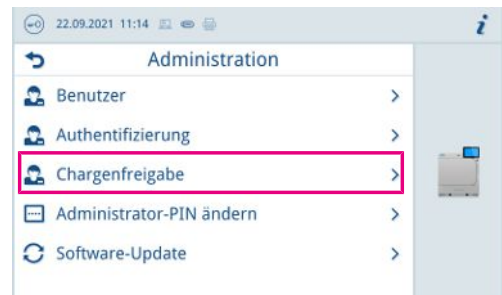 22.09.2021 11:14
Administration
Benutzer
Authentifizierung
Chargenfreigabe
Administrator-PIN ändern
Software-Update